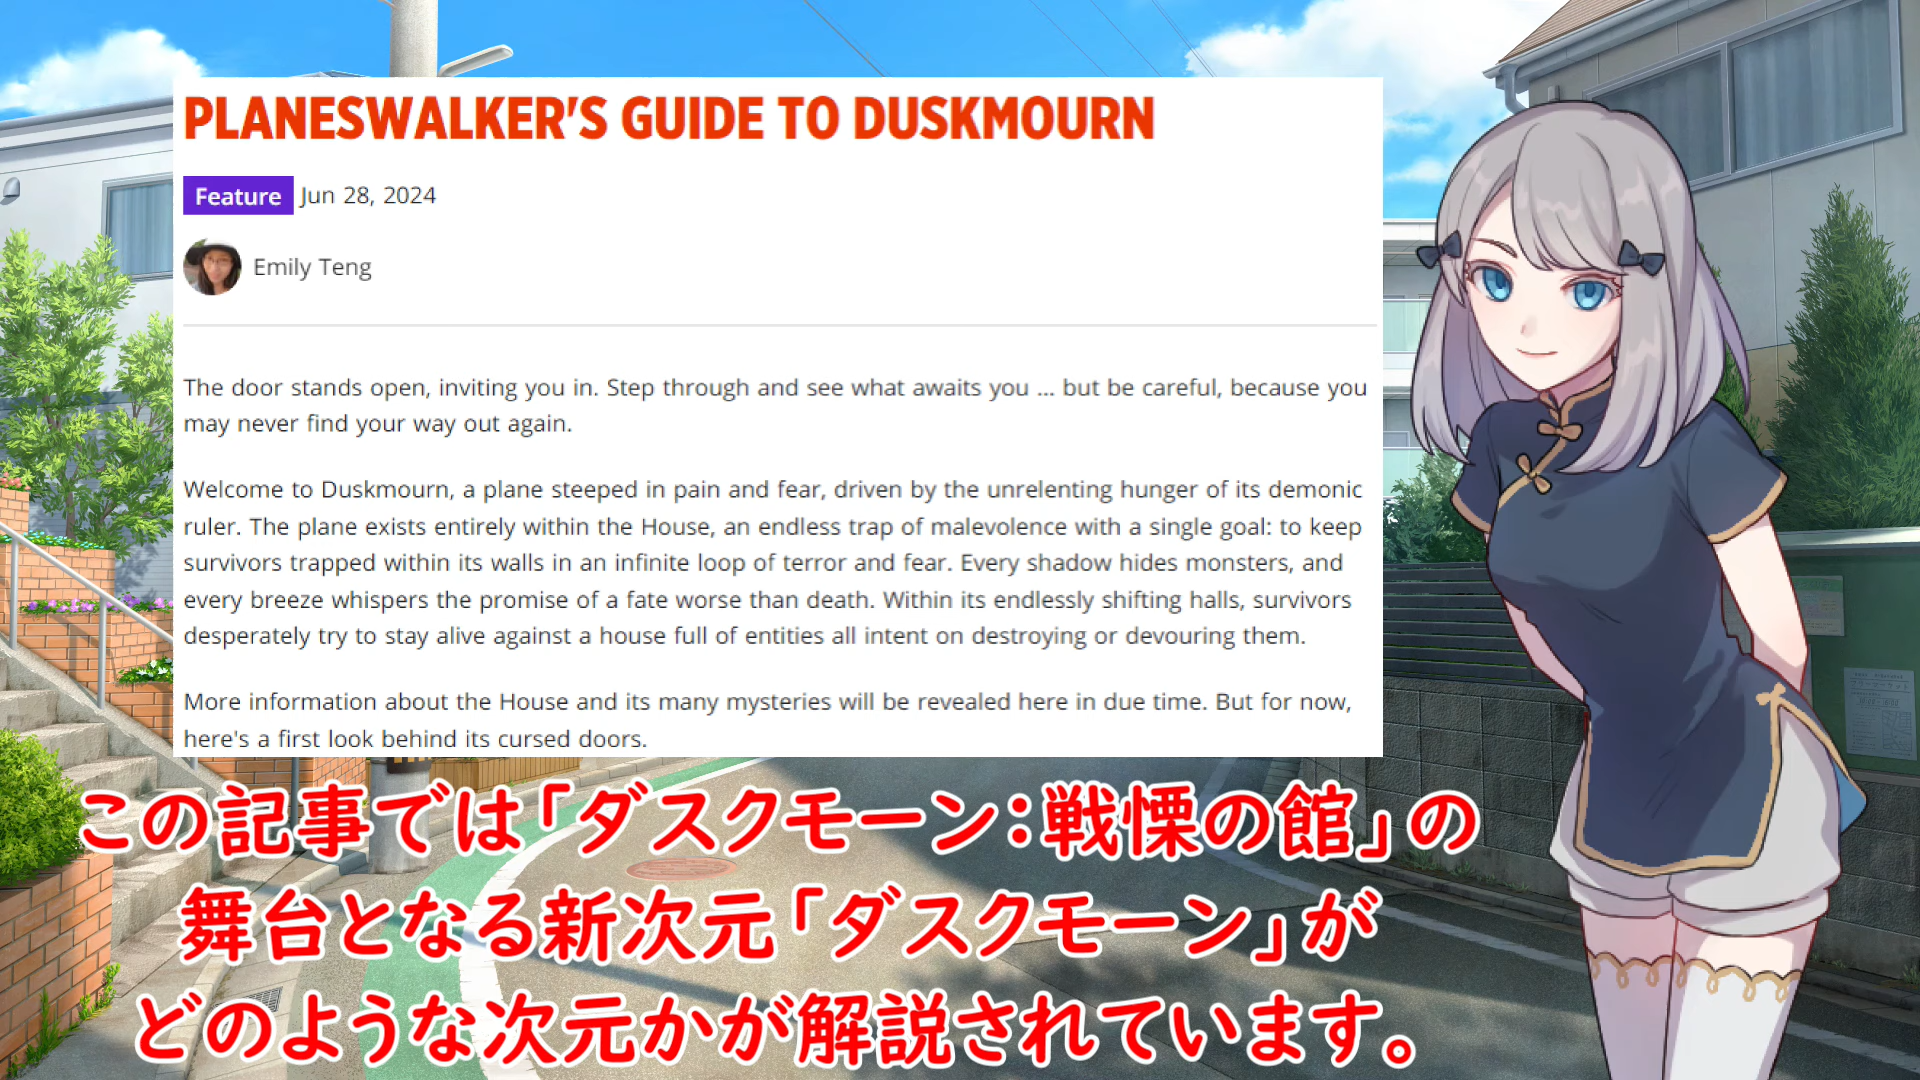 PLANESWALKER'S GUIDE TO DUSKMOURN
Feature Jun 28, 2024
Emily Teng
The door stands open, inviting you in. Step through and see what awaits you ... but be careful, because you
may never find your way out again.
Welcome to Duskmourn, a plane steeped in pain and fear, driven by the unrelenting hunger of its demonic
ruler. The plane exists entirely within the House, an endless trap of malevolence with a single goal: to keep
survivors trapped within its walls in an infinite loop of terror and fear. Every shadow hides monsters, and
every breeze whispers the promise of a fate worse than death. Within its endlessly shifting halls, survivors
desperately try to stay alive against a house full of entities all intent on destroying or devouring them.
More information about the House and its many mysteries will be revealed here in due time. But for now,
here's a first look behind its cursed doors.
この記事では「ダスクモーン：戦慄の館」の
舞台となる新次元「ダスクモーン」が
どのような次元かが解説されています。